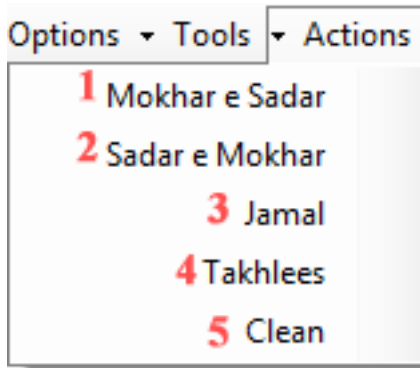 Options Tools Actions
1 Mokhar e Sadar
2 Sadar e Mokhar
3 Jamal
4 Takhlees
5 Clean